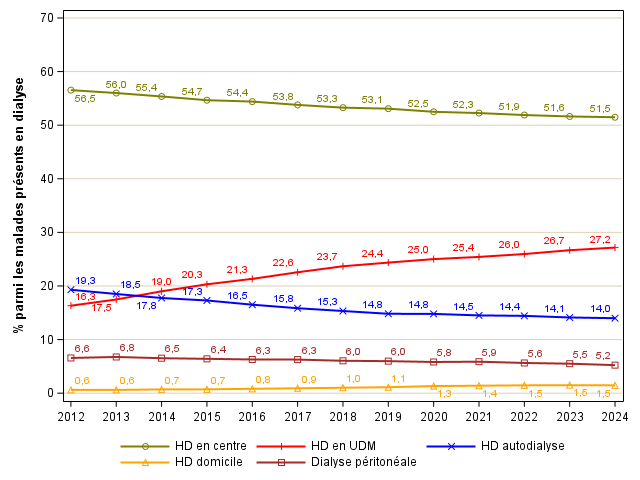 % parmi les malades présents en dialyse
70
60
50
40
30
20
10
0
56,5 56,0 55,4 54,7 54,4 53,8 53,3 53,1 52,5 52,3 51,9 51,6 51,5
16,3 17,5 19,0 20,3 21,3 22,6 23,7 24,4 25,0 25,4 26,0 26,7 27,2
19,3 18,5 17,8 17,3 16,5 15,8 15,3 14,8 14,8 14,5 14,4 14,1 14,0
6,6 6,8 6,5 6,4 6,3 6,3 6,0 6,0 5,8 5,9 5,6 5,5 5,2
0,6 0,6 0,7 0,7 0,8 0,9 1,0 1,1 1,3 1,4 1,5 1,5 1,5
2012 2013 2014 2015 2016 2017 2018 2019 2020 2021 2022 2023 2024
HD en centre HD en UDM HD autodialyse
HD domicile Dialyse péritonéale